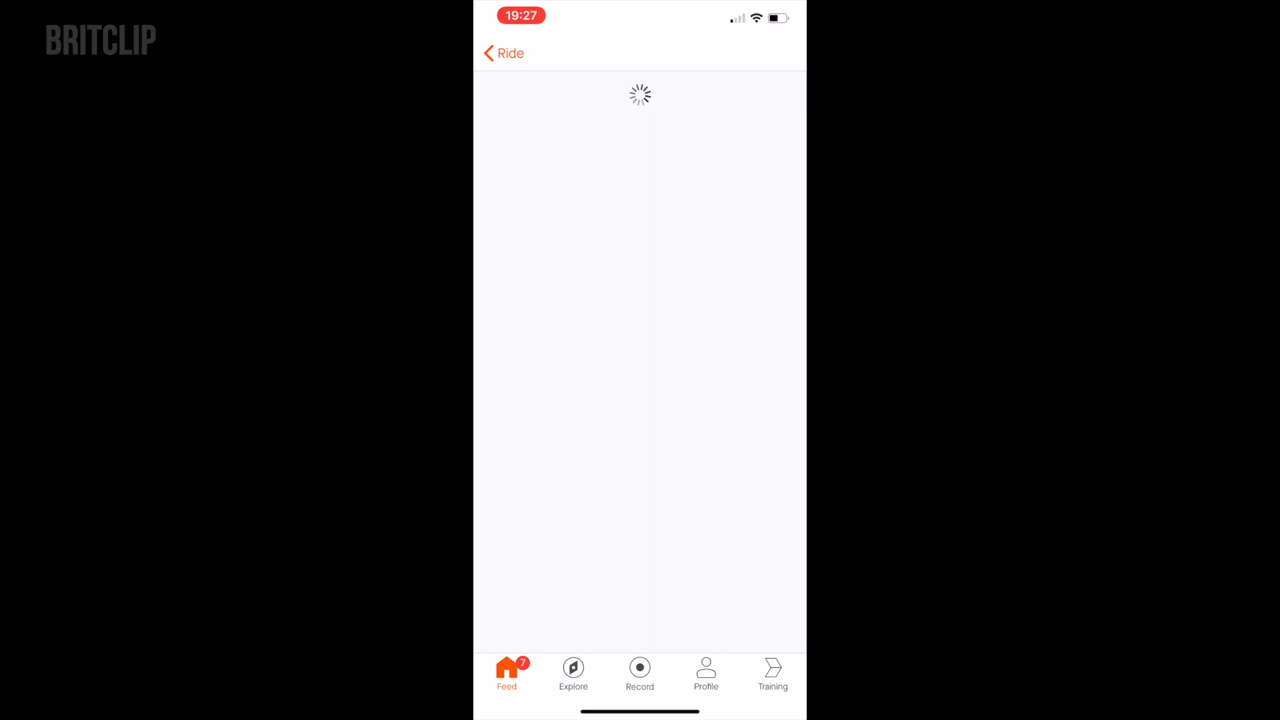 BRITCLIP
19:27
Ride
7
Feed
Explore
Record
Profile
Training